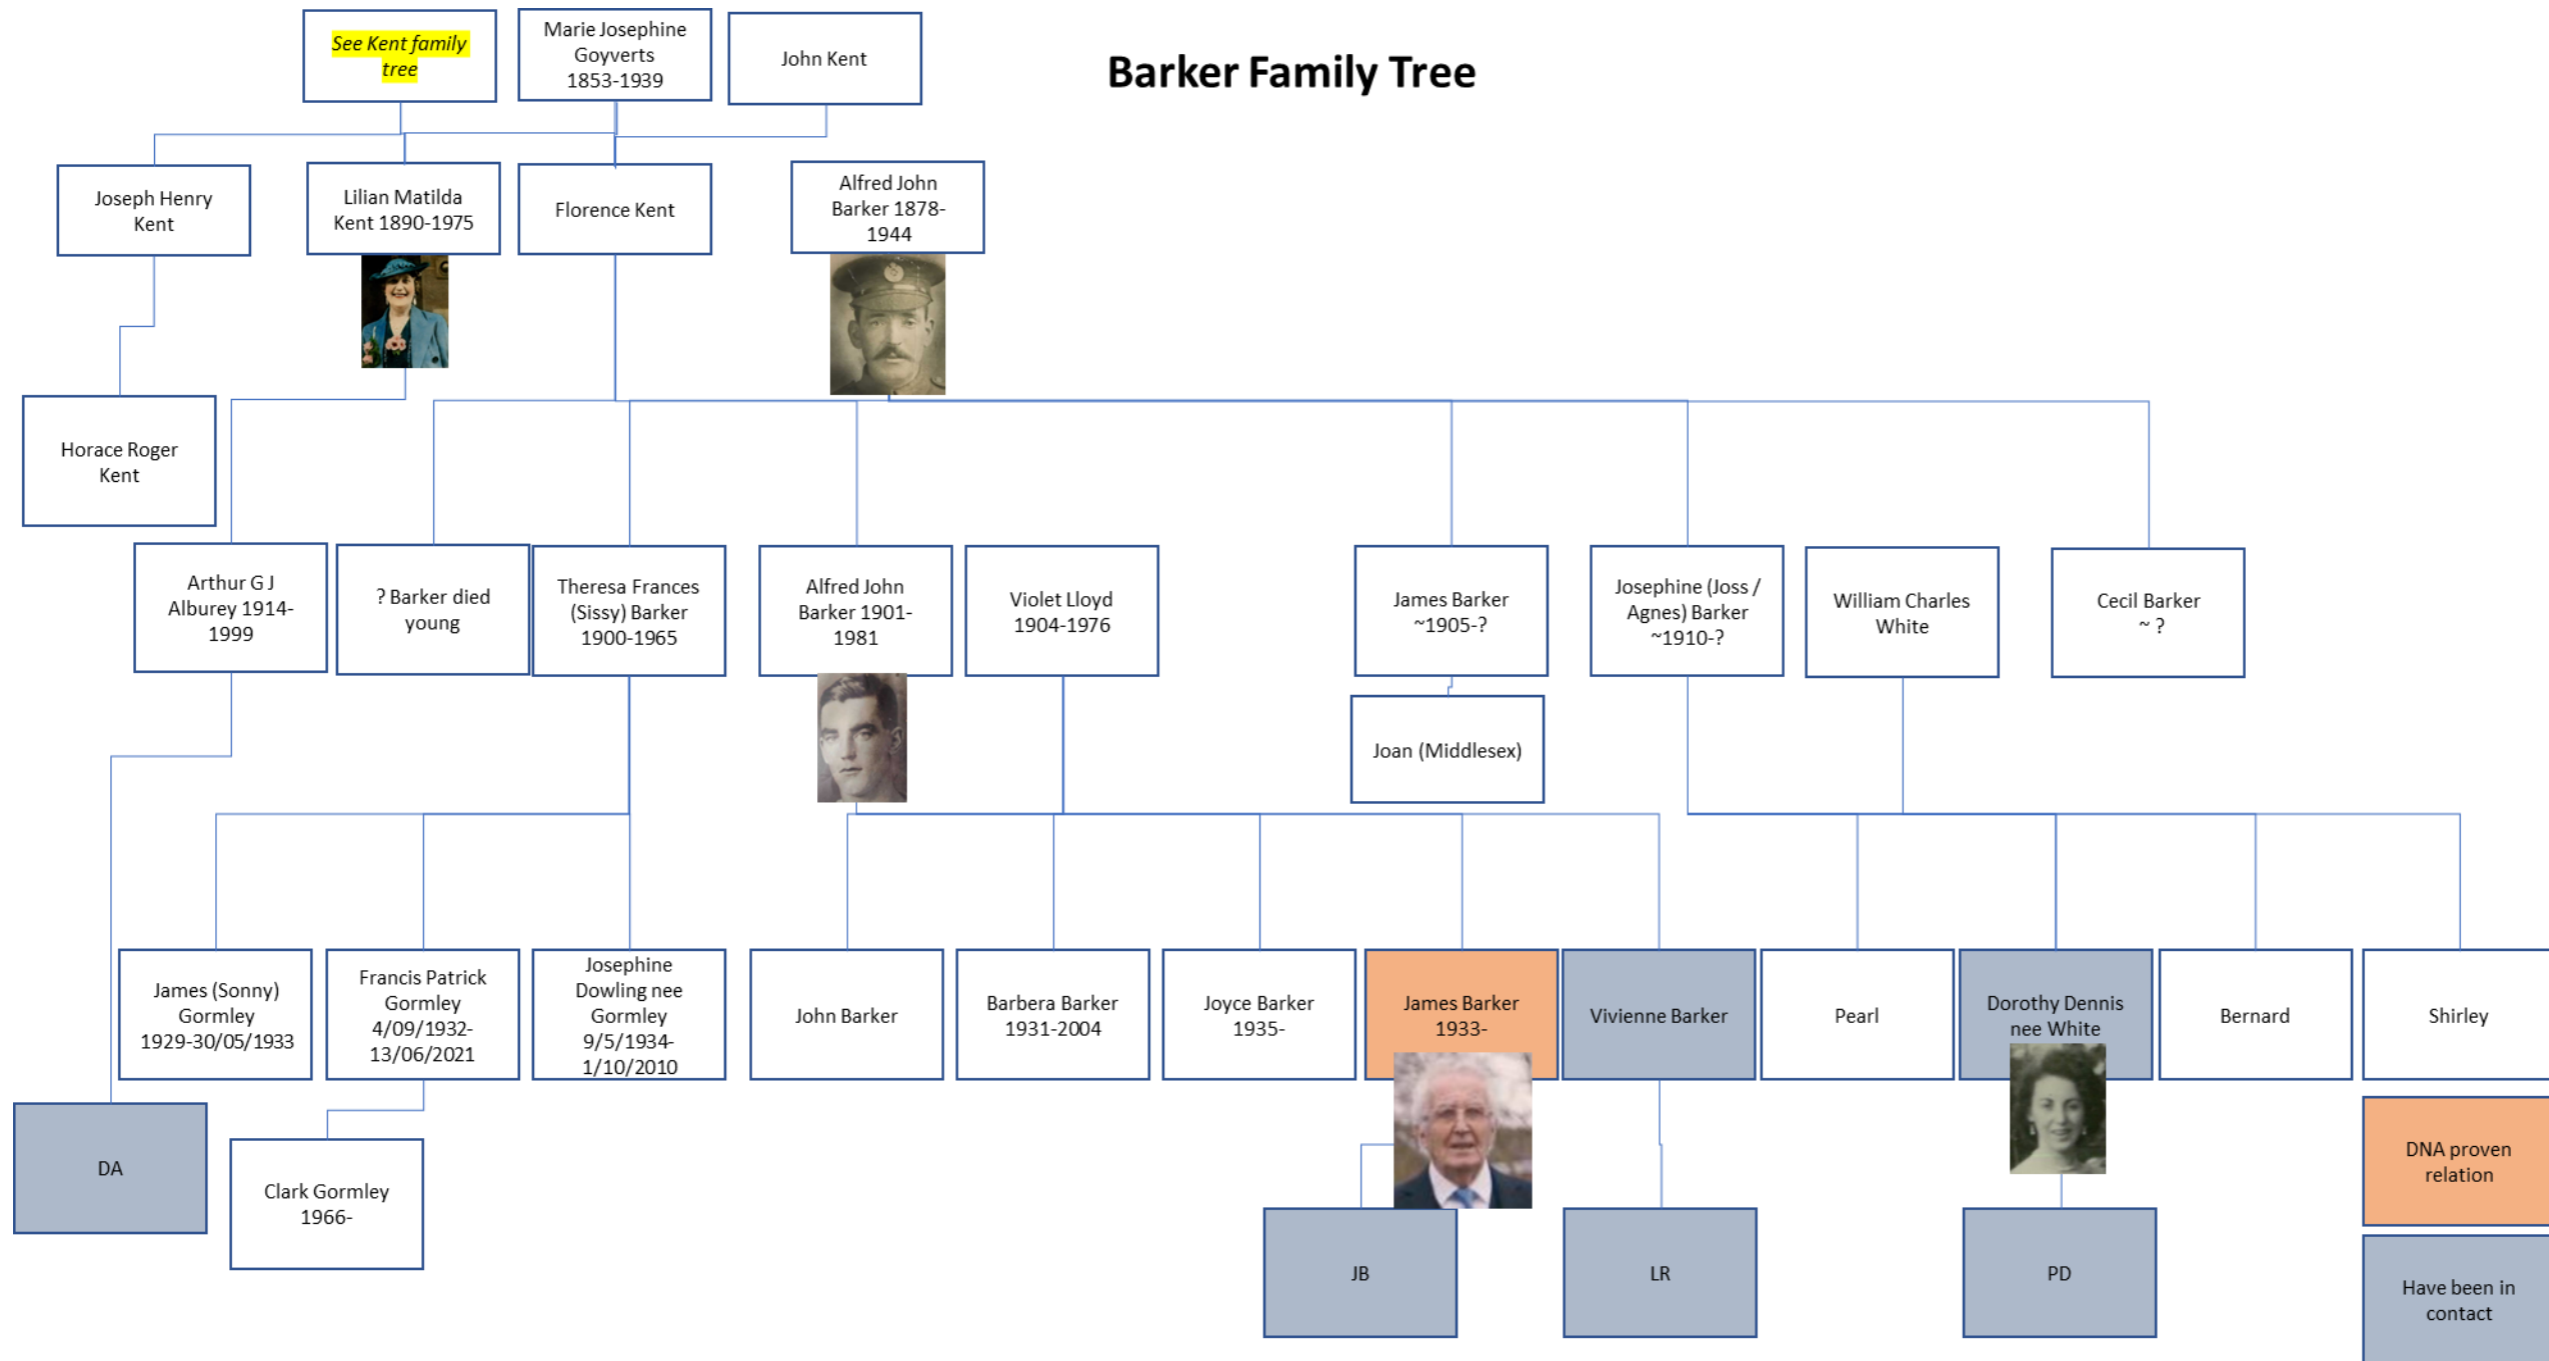 See Kent family
tree
Marie Josephine
Goyverts
1853-1939
John Kent
Barker Family Tree
Joseph Henry
Kent
Lilian Matilda
Kent 1890-1975
Florence Kent
Alfred John
Barker 1878-
1944
Horace Roger
Kent
Arthur G J
Alburey 1914-
1999
? Barker died
young
Theresa Frances
(Sissy) Barker
1900-1965
Alfred John
Barker 1901-
1981
Violet Lloyd
1904-1976
James Barker
~1905-?
Josephine (Joss /
Agnes) Barker
~1910-?
William Charles
White
Cecil Barker
~ ?
Joan (Middlesex)
James (Sonny)
Gormley
1929-30/05/1933
Francis Patrick
Gormley
4/09/1932-
13/06/2021
Josephine
Dowling nee
Gormley
9/5/1934-
1/10/2010
John Barker
Barbera Barker
1931-2004
Joyce Barker
1935-
James Barker
1933-
Vivienne Barker
Pearl
Dorothy Dennis
nee White
Bernard
Shirley
DA
Clark Gormley
1966-
JB
LR
PD
DNA proven
relation
Have been in
contact